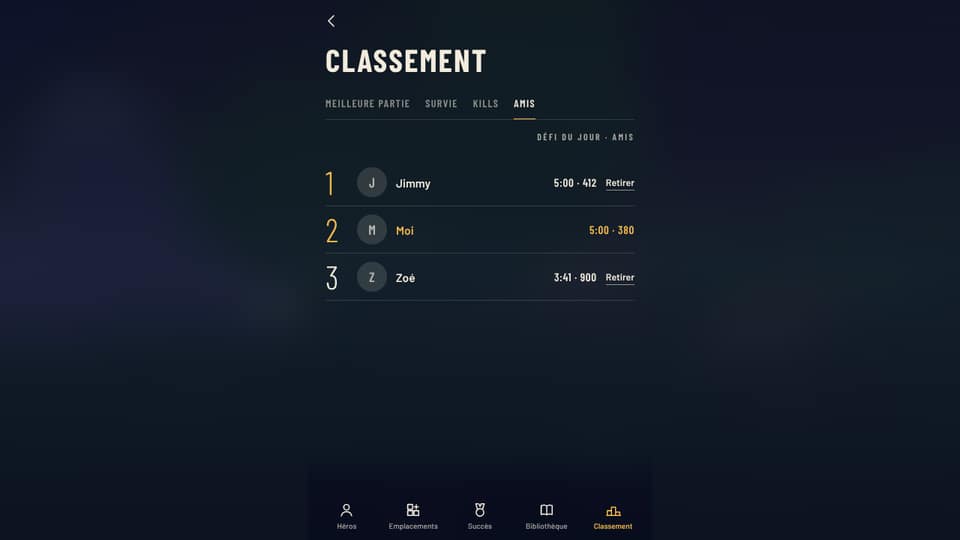 CLASSEMENT
MEILLEURE PARTIE SURVIE KILLS AMIS
DÉFI DU JOUR · AMIS
1 J Jimmy 5:00 · 412 Retirer
2 M Moi 5:00 · 380
3 Z Zoé 3:41 · 900 Retirer
Héros Emplacements Succès Bibliothèque Classement